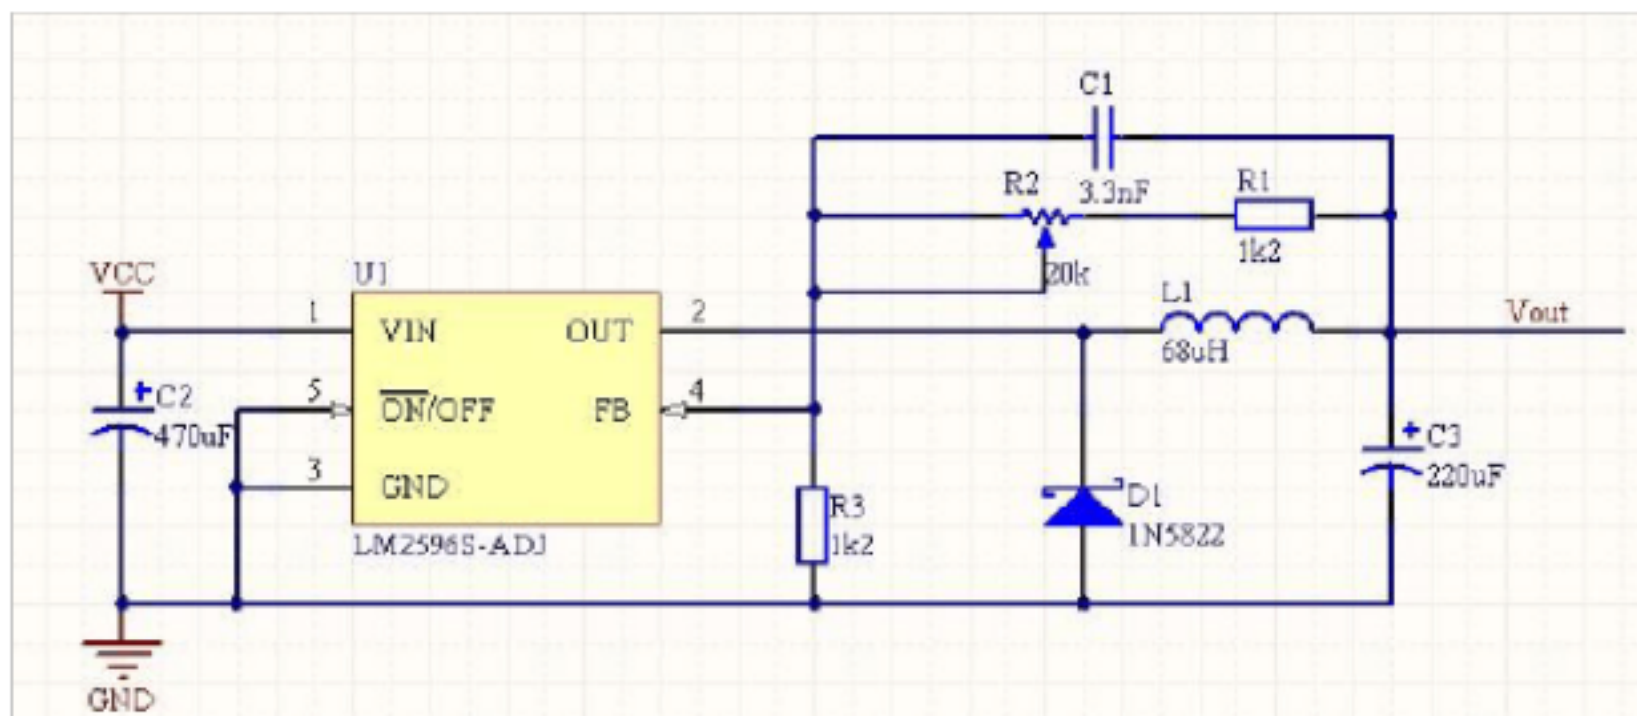 C1
3.3nF
R2
20k
R1
1k2
VCC
U1
1
VIN
OUT
2
L1
68uH
Vout
C2
470uF
5
ON/OFF
FB
4
3
GND
LM2596S-ADJ
R3
1k2
D1
1N5822
C3
220uF
GND